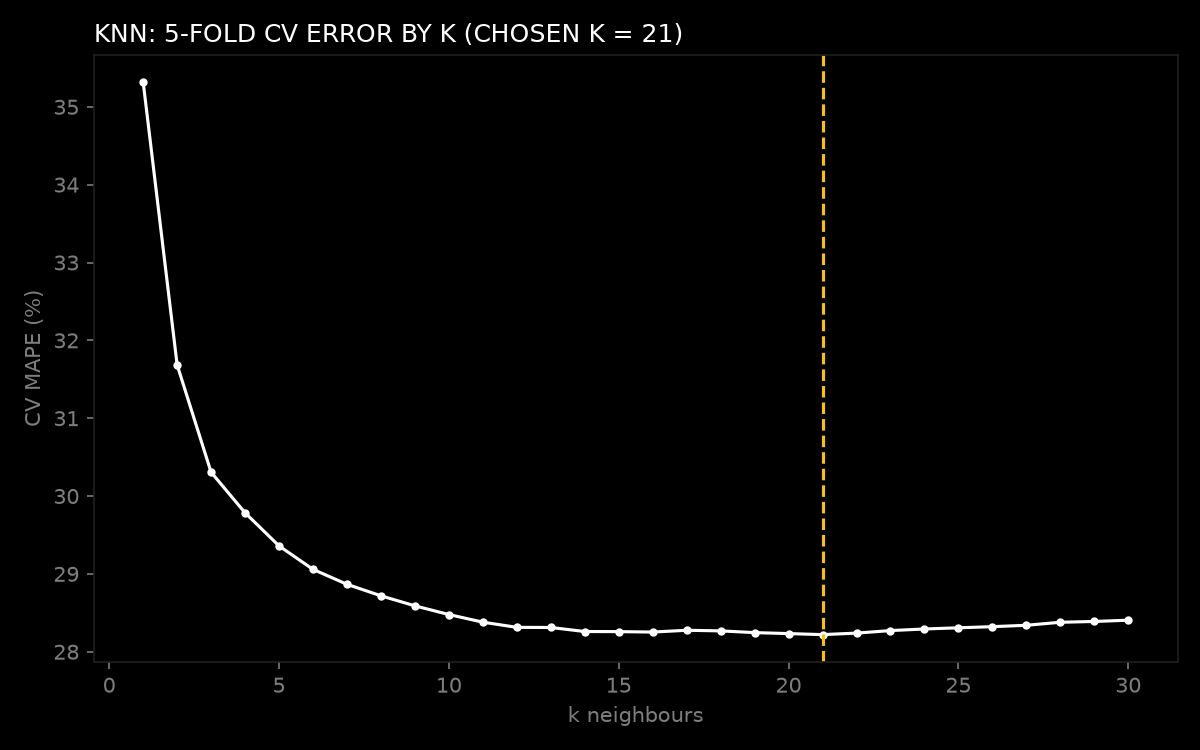 KNN: 5-FOLD CV ERROR BY K (CHOSEN K = 21)
CV MAPE (%)
35
34
33
32
31
30
29
28
0 5 10 15 20 25 30
k neighbours